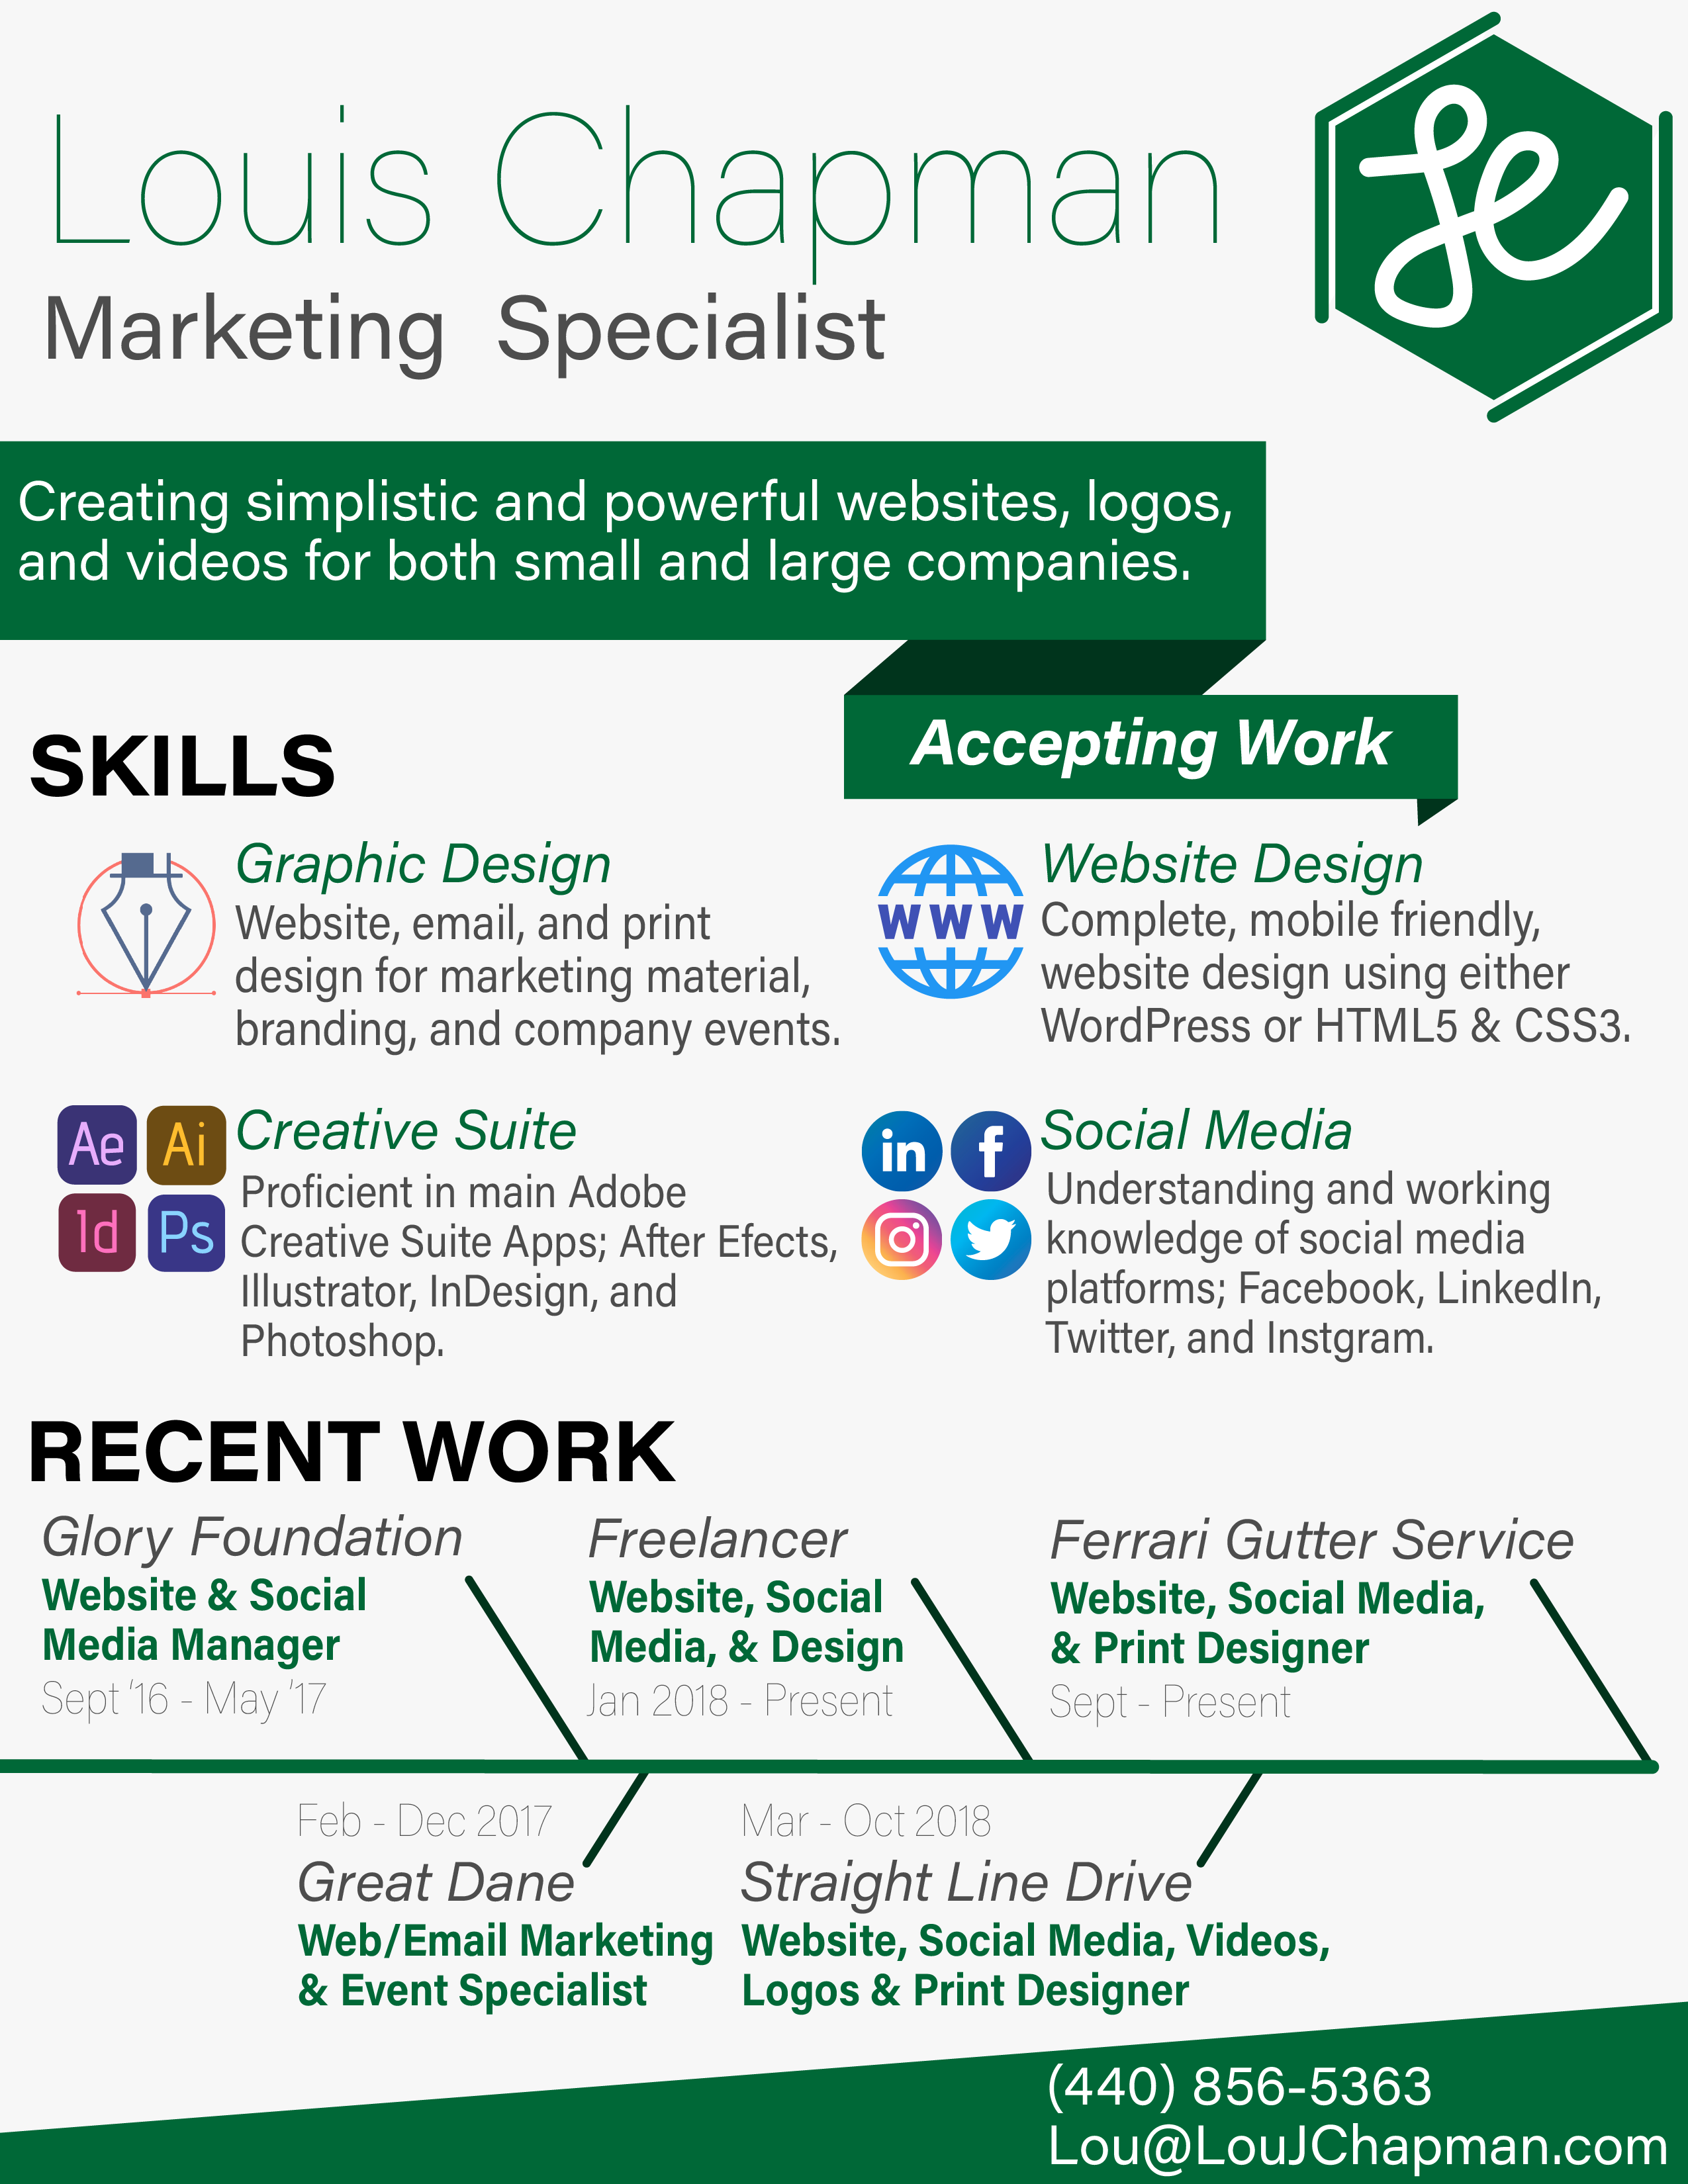 Louis Chapman
Marketing Specialist
Creating simplistic and powerful websites, logos,
and videos for both small and large companies.
Accepting Work
SKILLS
Graphic Design
Website, email, and print
design for marketing material,
branding, and company events.
WWW
Website Design
Complete, mobile friendly,
website design using either
WordPress or HTML5 & CSS3.
Ae Ai
Id Ps
Creative Suite
Proficient in main Adobe
Creative Suite Apps; After Efects,
Illustrator, InDesign, and
Photoshop.
in f
Social Media
Understanding and working
knowledge of social media
platforms; Facebook, LinkedIn,
Twitter, and Instgram.
RECENT WORK
Glory Foundation
Website & Social
Media Manager
Sept '16 - May '17
Freelancer
Website, Social
Media, & Design
Jan 2018 - Present
Ferrari Gutter Service
Website, Social Media,
& Print Designer
Sept - Present
Feb - Dec 2017
Great Dane
Web/Email Marketing
& Event Specialist
Mar - Oct 2018
Straight Line Drive
Website, Social Media, Videos,
Logos & Print Designer
(440) 856-5363
Lou@LouJChapman.com